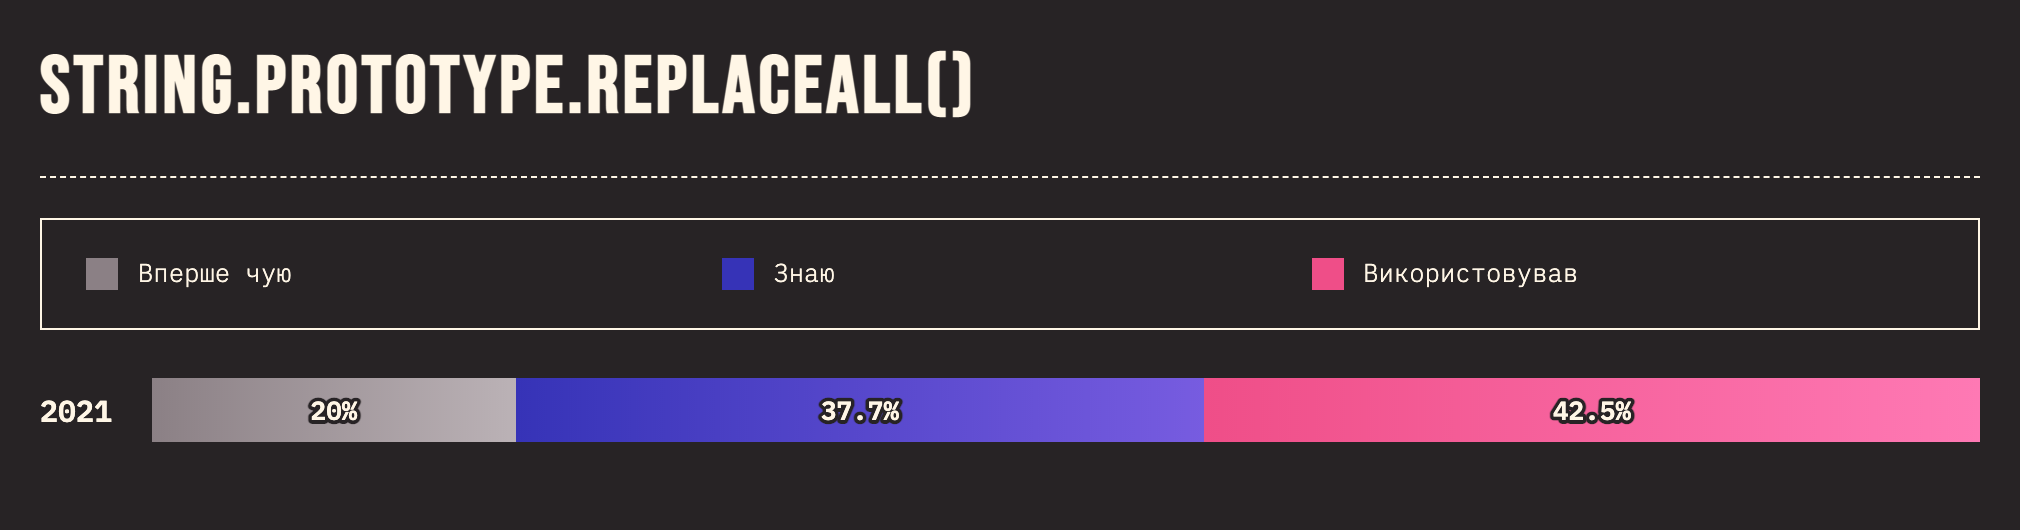 STRING.PROTOTYPE.REPLACEALL()
Вперше чую Знаю Використовував
2021 20% 37.7% 42.5%